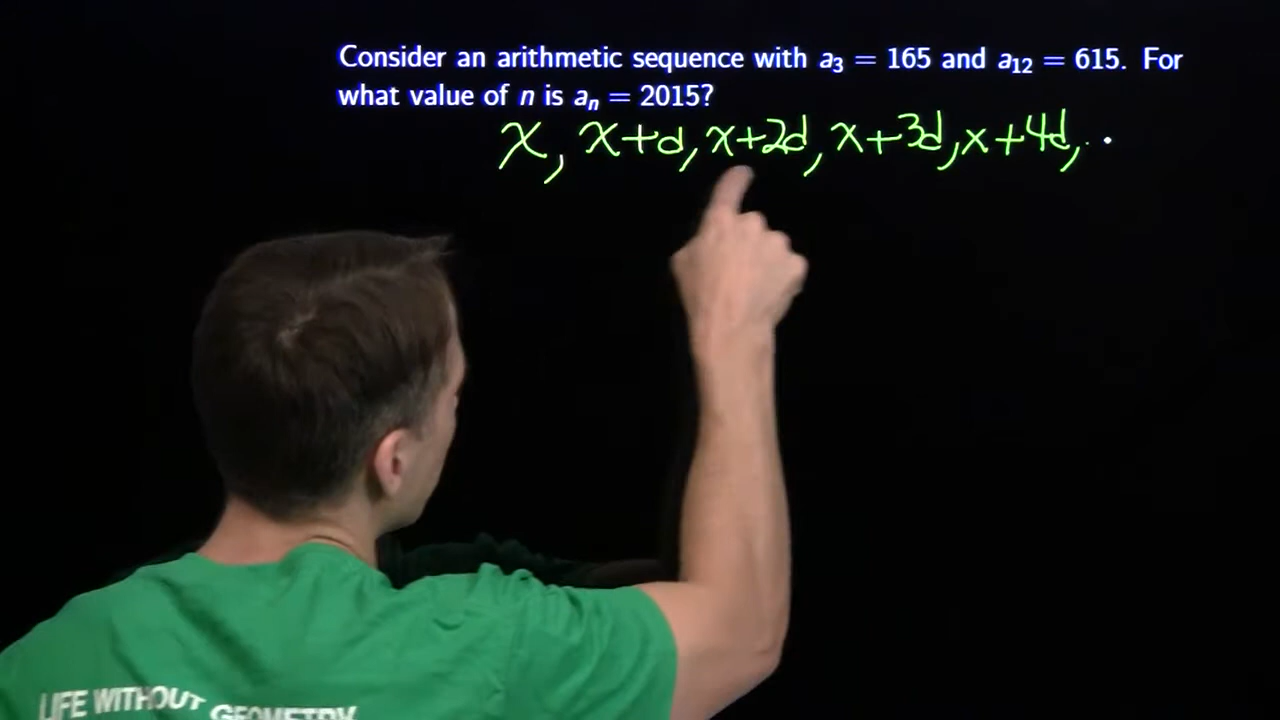 Consider an arithmetic sequence with a₃ = 165 and a₁₂ = 615. For
what value of n is aₙ = 2015?
x, x+d, x+2d, x+3d, x+4d, . .
LIFE WITHOUT
GEOMETRY